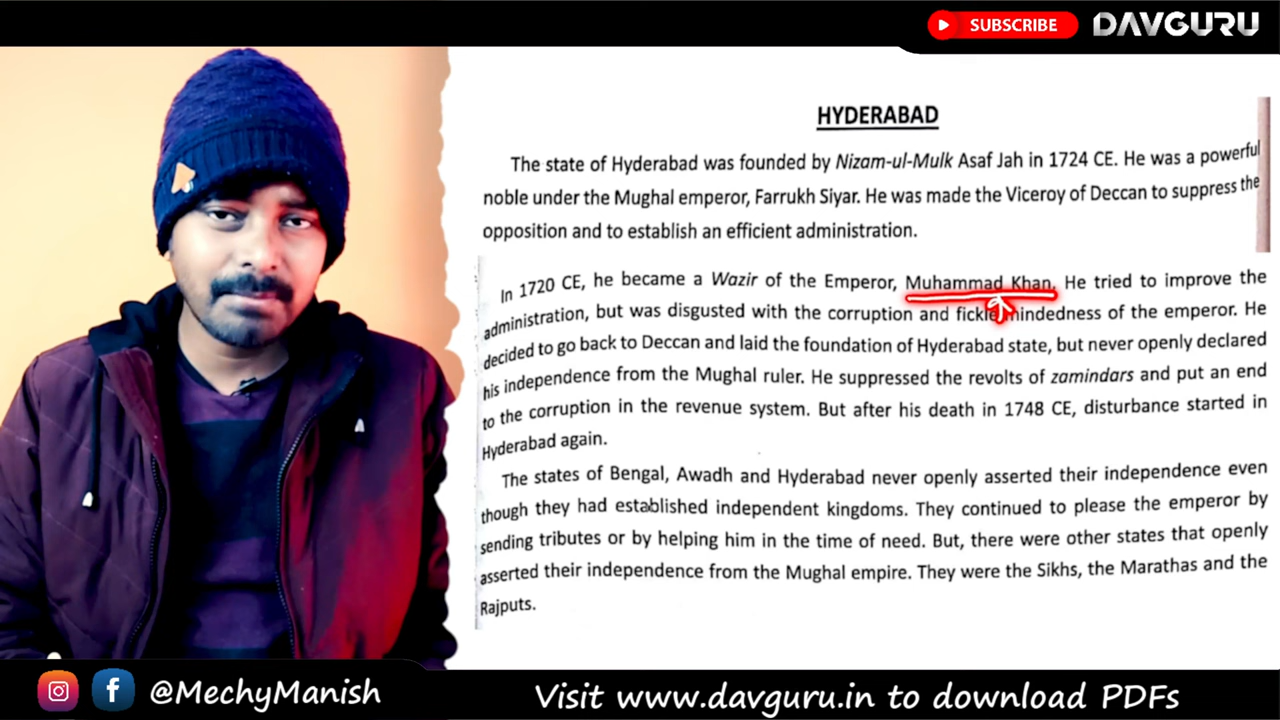 SUBSCRIBE DAVGURU
HYDERABAD
The state of Hyderabad was founded by Nizam-ul-Mulk Asaf Jah in 1724 CE. He was a powerful
noble under the Mughal emperor, Farrukh Siyar. He was made the Viceroy of Deccan to suppress the
opposition and to establish an efficient administration.
In 1720 CE, he became a Wazir of the Emperor, Muhammad Khan. He tried to improve the
administration, but was disgusted with the corruption and fickle mindedness of the emperor. He
decided to go back to Deccan and laid the foundation of Hyderabad state, but never openly declared
his independence from the Mughal ruler. He suppressed the revolts of zamindars and put an end
to the corruption in the revenue system. But after his death in 1748 CE, disturbance started in
Hyderabad again.
The states of Bengal, Awadh and Hyderabad never openly asserted their independence even
though they had established independent kingdoms. They continued to please the emperor by
sending tributes or by helping him in the time of need. But, there were other states that openly
asserted their independence from the Mughal empire. They were the Sikhs, the Marathas and the
Rajputs.
@MechyManish Visit www.davguru.in to download PDFs